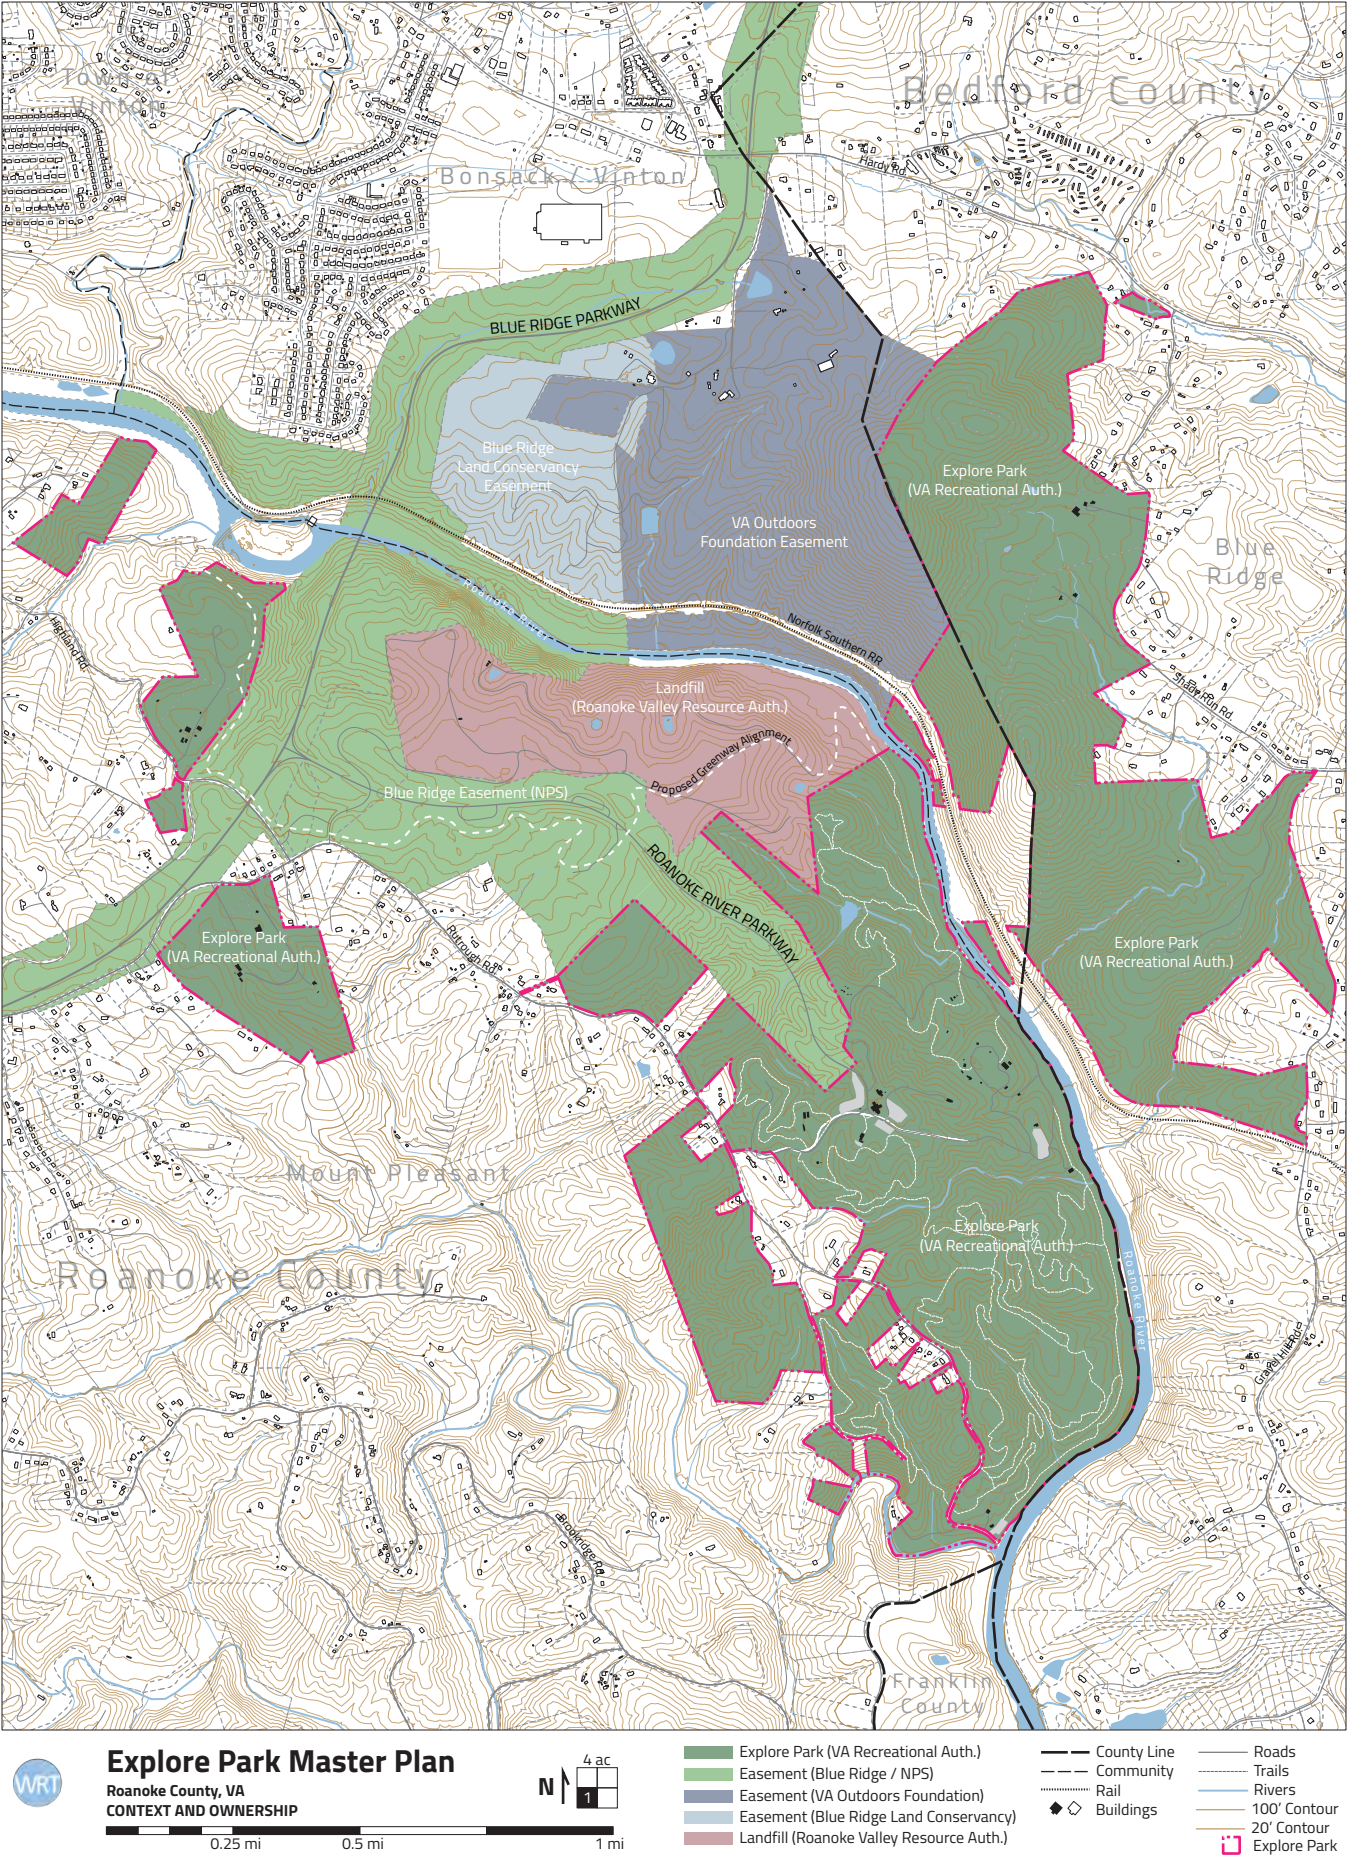 Town of
Vinton
Bedford County
Bonsack / Vinton
Hardy Rd
BLUE RIDGE PARKWAY
Blue Ridge
Land Conservancy
Easement
Explore Park
(VA Recreational Auth.)
VA Outdoors
Foundation Easement
Blue
Ridge
Roanoke River
Norfolk Southern RR
Highland Rd
Landfill
(Roanoke Valley Resource Auth.)
Shady Run Rd
Proposed Greenway Alignment
Blue Ridge Easement (NPS)
ROANOKE RIVER PARKWAY
Explore Park
(VA Recreational Auth.)
Rutrough Rd
Explore Park
(VA Recreational Auth.)
Mount Pleasant
Explore Park
(VA Recreational Auth.)
Roanoke County
Roanoke River
Gravel Hill Rd
Brookridge Rd
Franklin
County
WRT
Explore Park Master Plan
Roanoke County, VA
CONTEXT AND OWNERSHIP
0.25 mi
0.5 mi
1 mi
N
4 ac
1
Explore Park (VA Recreational Auth.)
Easement (Blue Ridge / NPS)
Easement (VA Outdoors Foundation)
Easement (Blue Ridge Land Conservancy)
Landfill (Roanoke Valley Resource Auth.)
County Line
Community
Rail
Buildings
Roads
Trails
Rivers
100' Contour
20' Contour
Explore Park